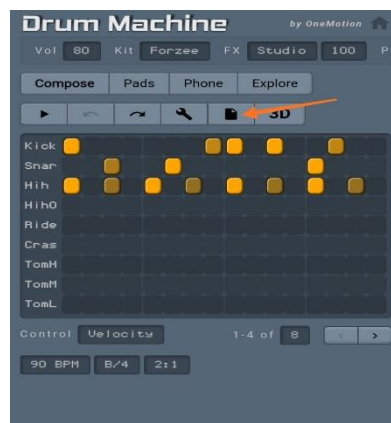 Drum Machine by OneMotion
Vol 80 Kit Forzee FX Studio 100 P
Compose Pads Phone Explore
3D
Kick
Snar
Hih
HihO
Ride
Cras
TomH
TomM
TomL
Control Velocity 1-4 of 8
90 BPM B/4 2:1